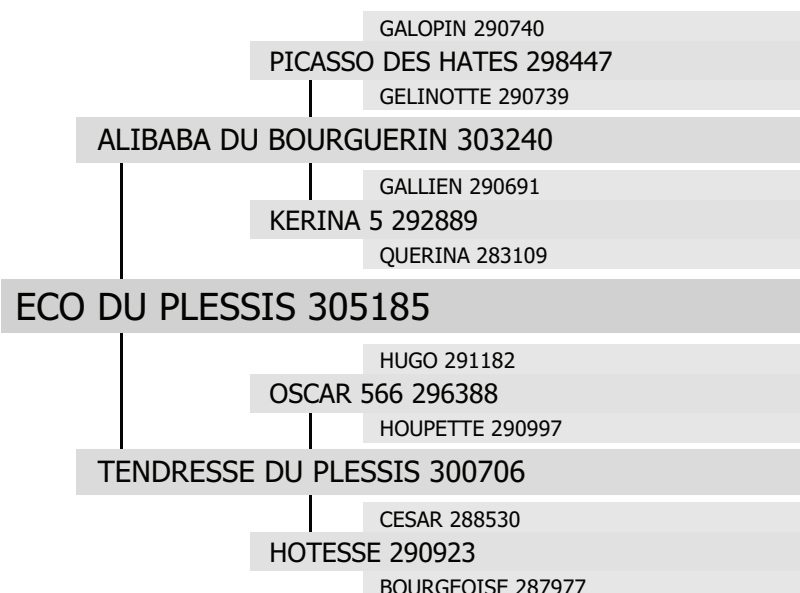 GALOPIN 290740
PICASSO DES HATES 298447
GELINOTTE 290739
ALIBABA DU BOURGUERIN 303240
GALLIEN 290691
KERINA 5 292889
QUERINA 283109
ECO DU PLESSIS 305185
HUGO 291182
OSCAR 566 296388
HOUPETTE 290997
TENDRESSE DU PLESSIS 300706
CESAR 288530
HOTESSE 290923
BOURGEOISE 287977